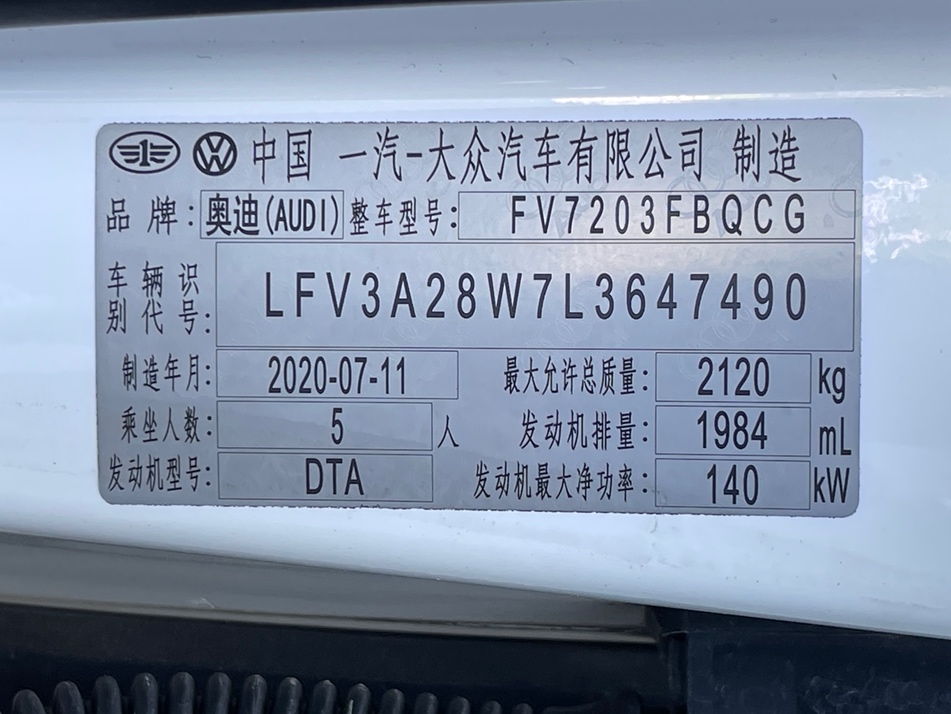 中国 一汽-大众汽车有限公司 制造
品牌: 奥迪(AUDI) 整车型号: FV7203FBQCG
车辆识别代号: LFV3A28W7L3647490
制造年月: 2020-07-11 最大允许总质量: 2120 kg
乘坐人数: 5 人 发动机排量: 1984 mL
发动机型号: DTA 发动机最大净功率: 140 kW